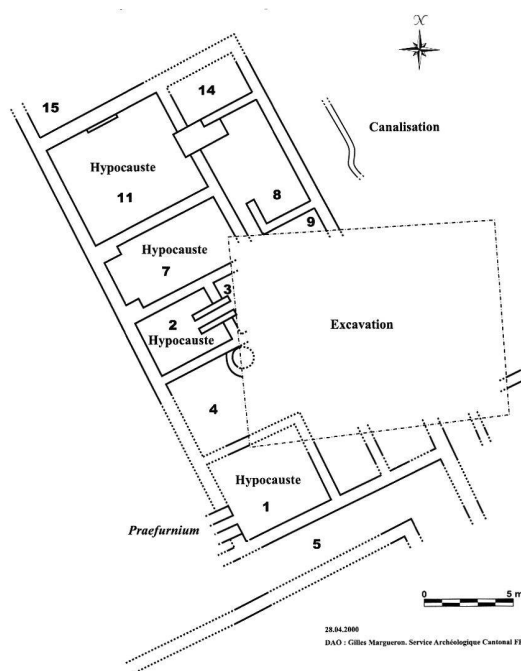 N
15
14
Canalisation
Hypocauste
11
8
9
Hypocauste
7
3
2
Hypocauste
Excavation
4
Hypocauste
1
Praefurnium
5
0 5 m
28.04.2000
DAO : Gilles Margueron. Service Archéologique Cantonal FR